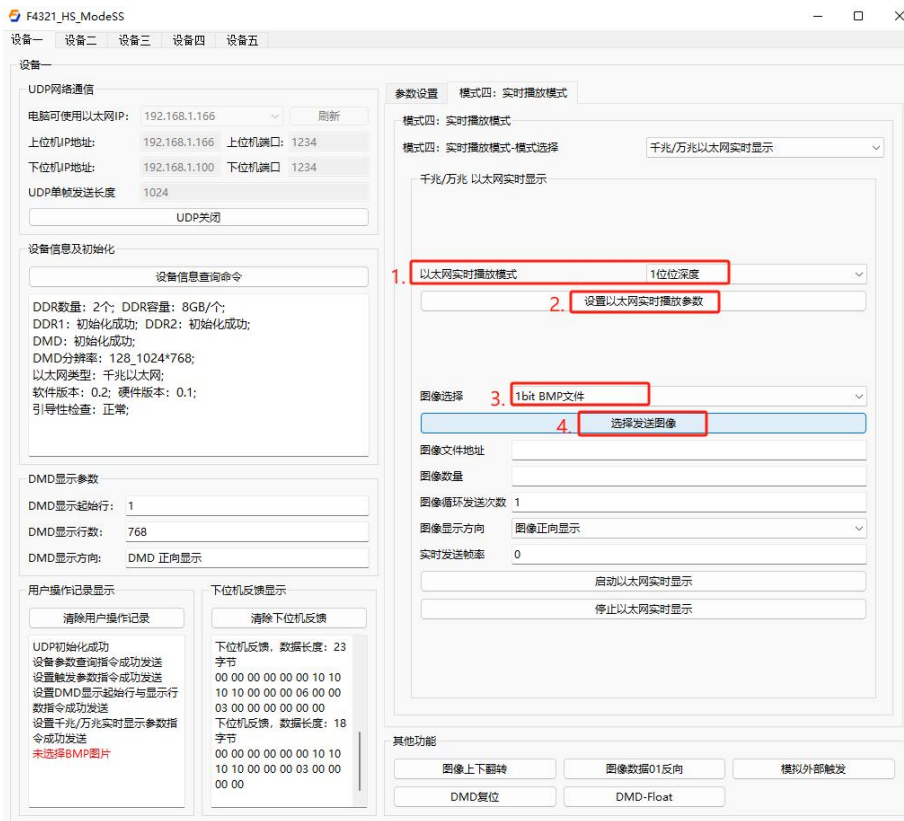 F4321_HS_ModeSS
设备一 设备二 设备三 设备四 设备五
设备一
UDP网络通信
电脑可使用以太网IP: 192.168.1.166 刷新
上位机IP地址: 192.168.1.166 上位机端口: 1234
下位机IP地址: 192.168.1.100 下位机端口 1234
UDP单帧发送长度 1024
UDP关闭
设备信息及初始化
设备信息查询命令
DDR数量: 2个; DDR容量: 8GB/个;
DDR1: 初始化成功; DDR2: 初始化成功;
DMD: 初始化成功;
DMD分辨率: 128_1024*768;
以太网类型: 千兆以太网;
软件版本: 0.2; 硬件版本: 0.1;
引导性检查: 正常;
DMD显示参数
DMD显示起始行: 1
DMD显示行数: 768
DMD显示方向: DMD 正向显示
用户操作记录显示
清除用户操作记录
UDP初始化成功
设备参数查询指令成功发送
设置触发参数指令成功发送
设置DMD显示起始行与显示行
数指令成功发送
设置千兆/万兆实时显示参数指
令成功发送
未选择BMP图片
下位机反馈显示
清除下位机反馈
下位机反馈, 数据长度: 23
字节
00 00 00 00 00 00 10 10
10 10 00 00 00 06 00 00
03 00 00 00 00 00 00
下位机反馈, 数据长度: 18
字节
00 00 00 00 00 00 10 10
10 10 00 00 00 03 00 00
00 00
参数设置 模式四: 实时播放模式
模式四: 实时播放模式
模式四: 实时播放模式-模式选择 千兆/万兆以太网实时显示
千兆/万兆 以太网实时显示
1. 以太网实时播放模式 1位位深度
2. 设置以太网实时播放参数
图像选择 3. 1bit BMP文件
4. 选择发送图像
图像文件地址
图像数量
图像循环发送次数 1
图像显示方向 图像正向显示
实时发送帧率 0
启动以太网实时显示
停止以太网实时显示
其他功能
图像上下翻转 图像数据01反向 模拟外部触发
DMD复位 DMD-Float